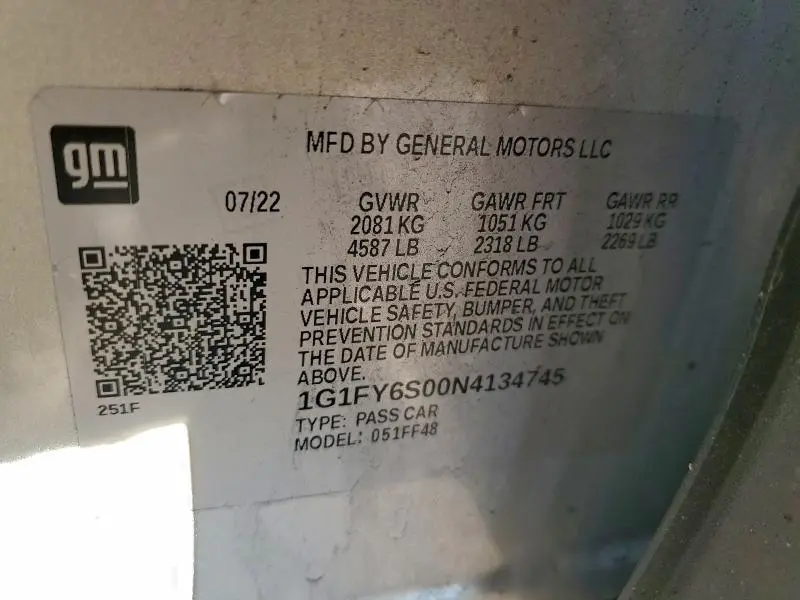 gm
MFD BY GENERAL MOTORS LLC
07/22 GVWR GAWR FRT GAWR RR
2081 KG 1051 KG 1029 KG
4587 LB 2318 LB 2269 LB
THIS VEHICLE CONFORMS TO ALL
APPLICABLE U.S. FEDERAL MOTOR
VEHICLE SAFETY, BUMPER, AND THEFT
PREVENTION STANDARDS IN EFFECT ON
THE DATE OF MANUFACTURE SHOWN
ABOVE.
1G1FY6S00N4134745
251F
TYPE: PASS CAR
MODEL: 051FF48